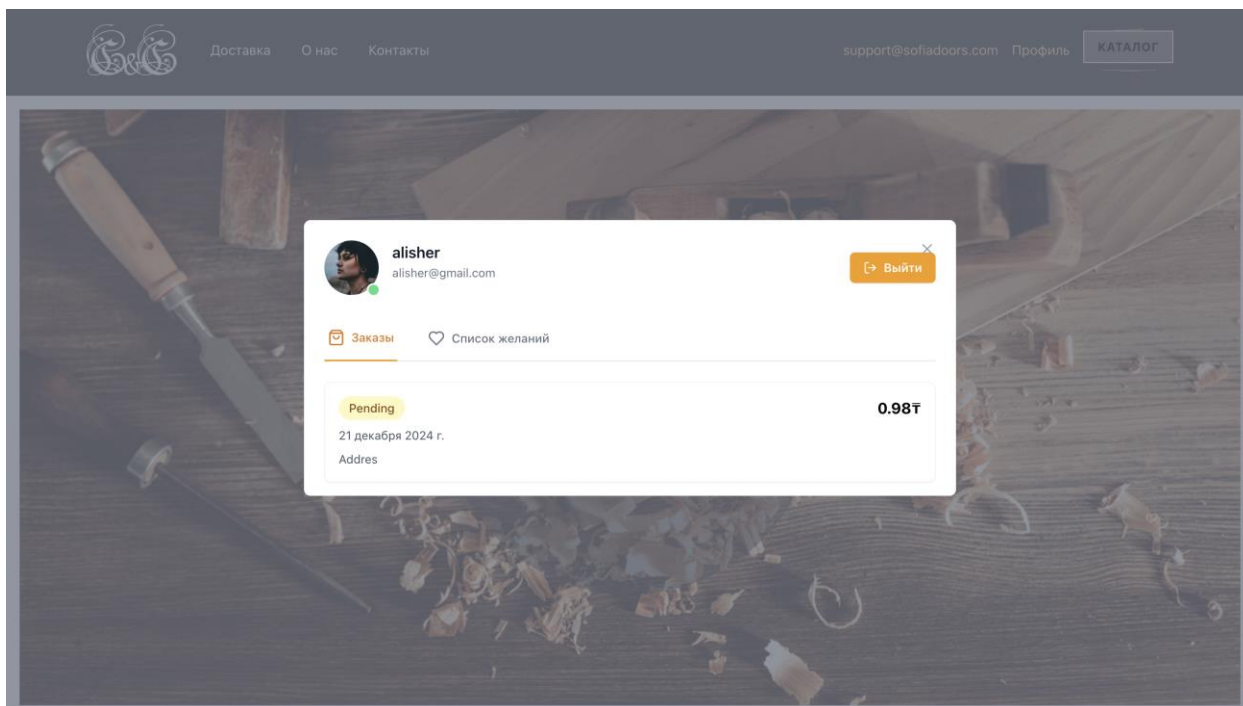 Доставка О нас Контакты support@sofiadoors.com Профиль КАТАЛОГ
alisher
alisher@gmail.com
Выйти
Заказы Список желаний
Pending 0.98₸
21 декабря 2024 г.
Addres